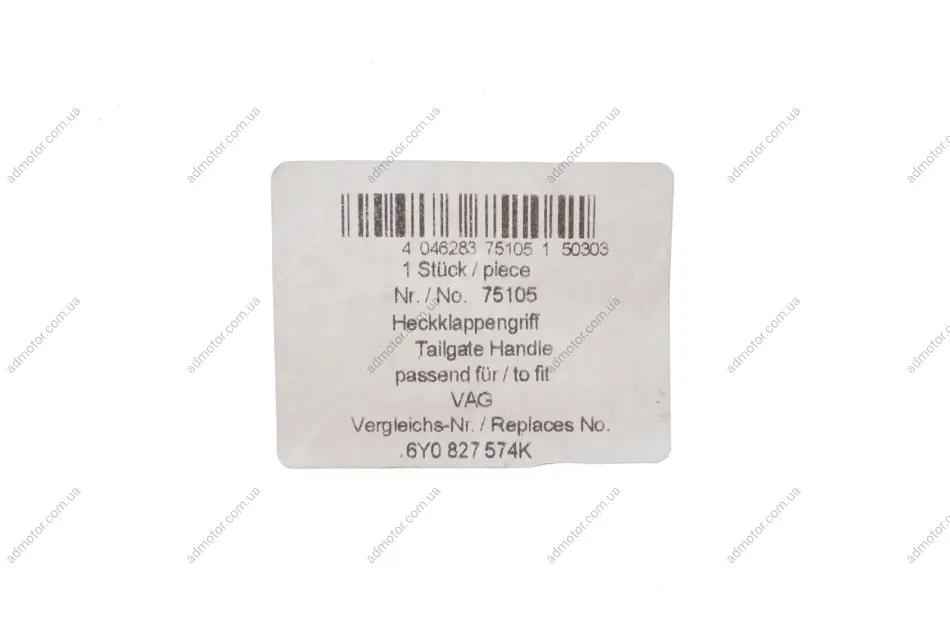 4 046283 75105 1 50303
1 Stück / piece
Nr. / No. 75105
Heckklappengriff
Tailgate Handle
passend für / to fit
VAG
Vergleichs-Nr. / Replaces No.
.6Y0 827 574K
admotor.com.ua